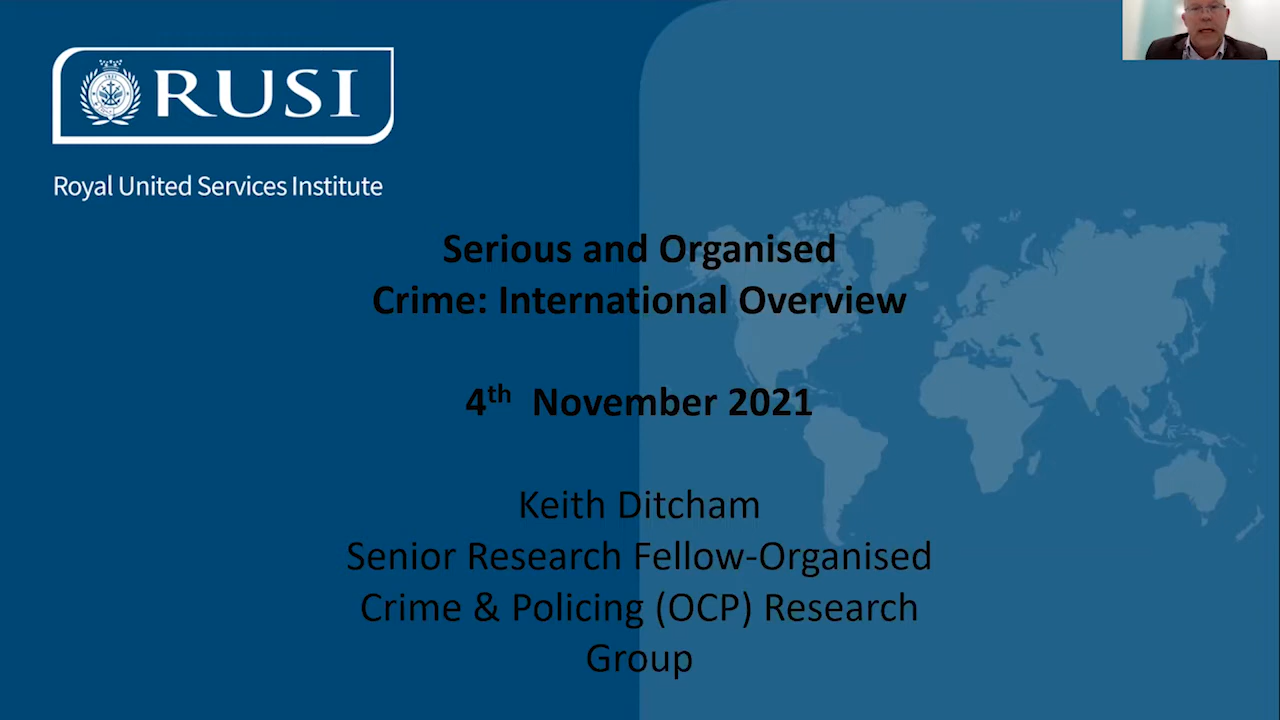 RUSI
Royal United Services Institute
Serious and Organised
Crime: International Overview
4th November 2021
Keith Ditcham
Senior Research Fellow-Organised
Crime & Policing (OCP) Research
Group